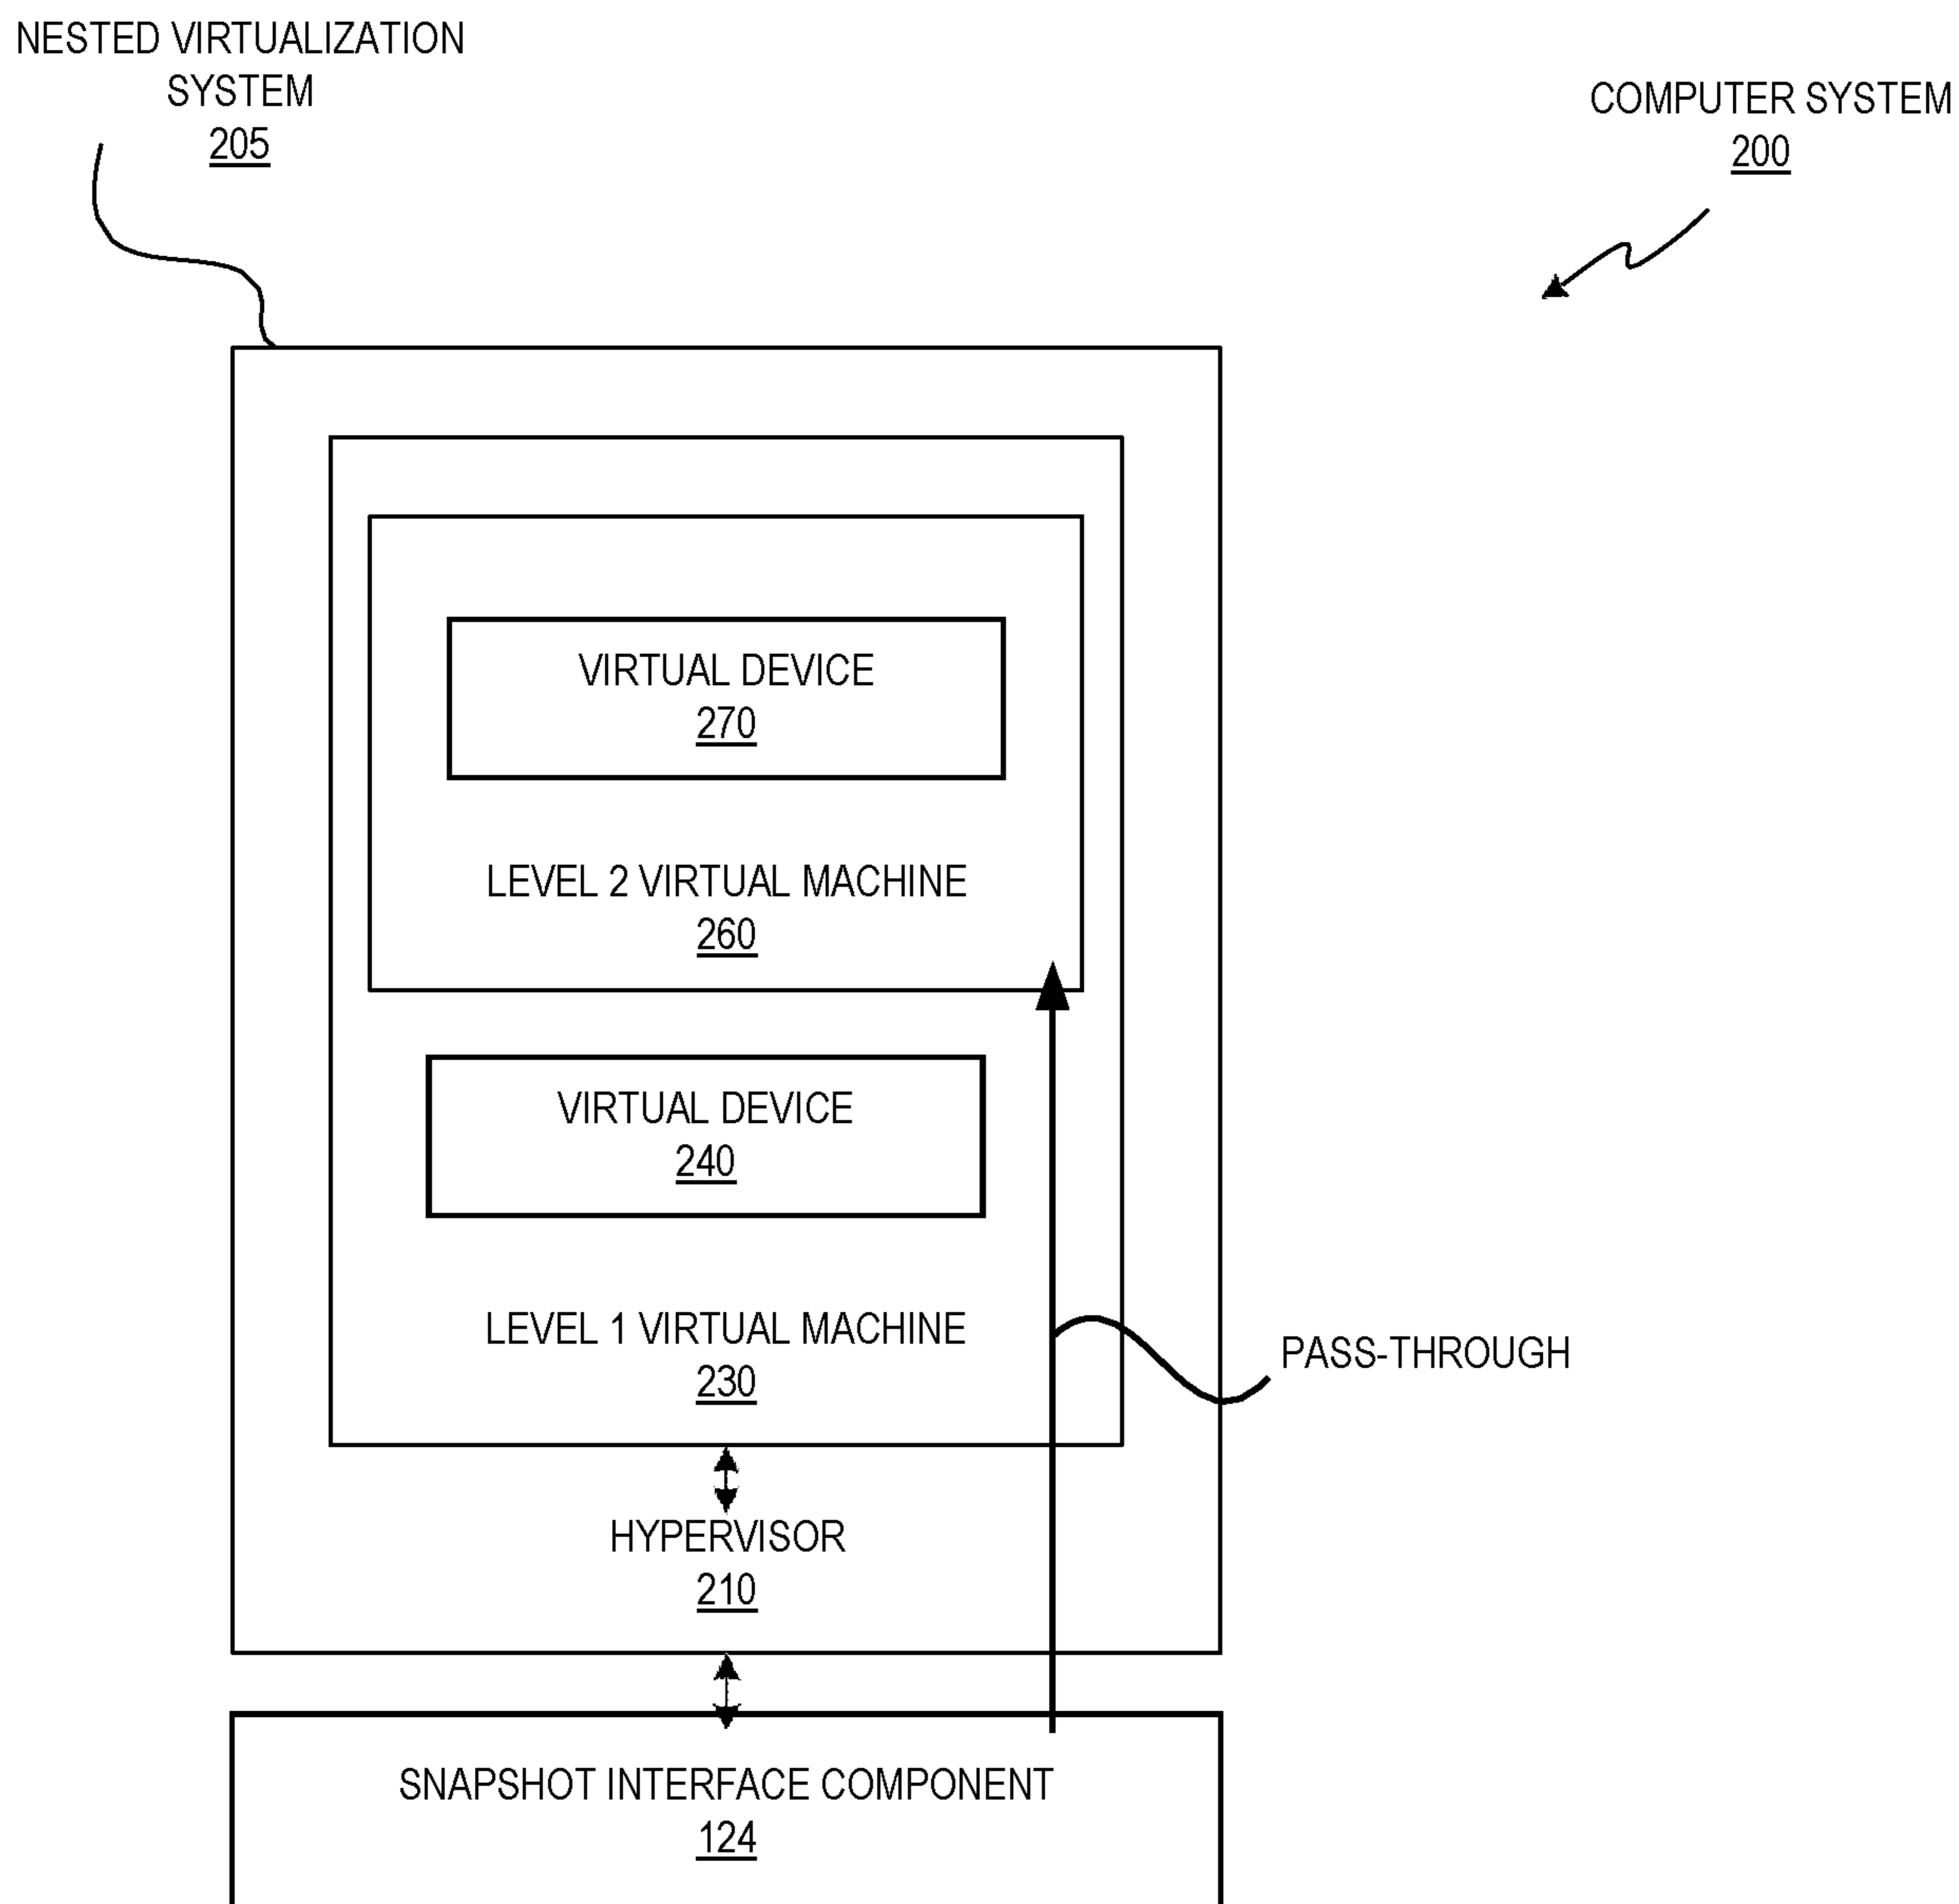 NESTED VIRTUALIZATION
SYSTEM
205
COMPUTER SYSTEM
200
VIRTUAL DEVICE
270
LEVEL 2 VIRTUAL MACHINE
260
VIRTUAL DEVICE
240
LEVEL 1 VIRTUAL MACHINE
230
PASS-THROUGH
HYPERVISOR
210
SNAPSHOT INTERFACE COMPONENT
124